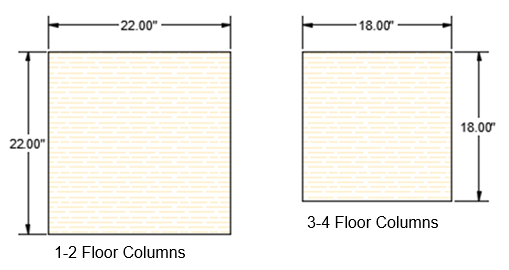 22.00"
18.00"
22.00"
18.00"
3-4 Floor Columns
1-2 Floor Columns